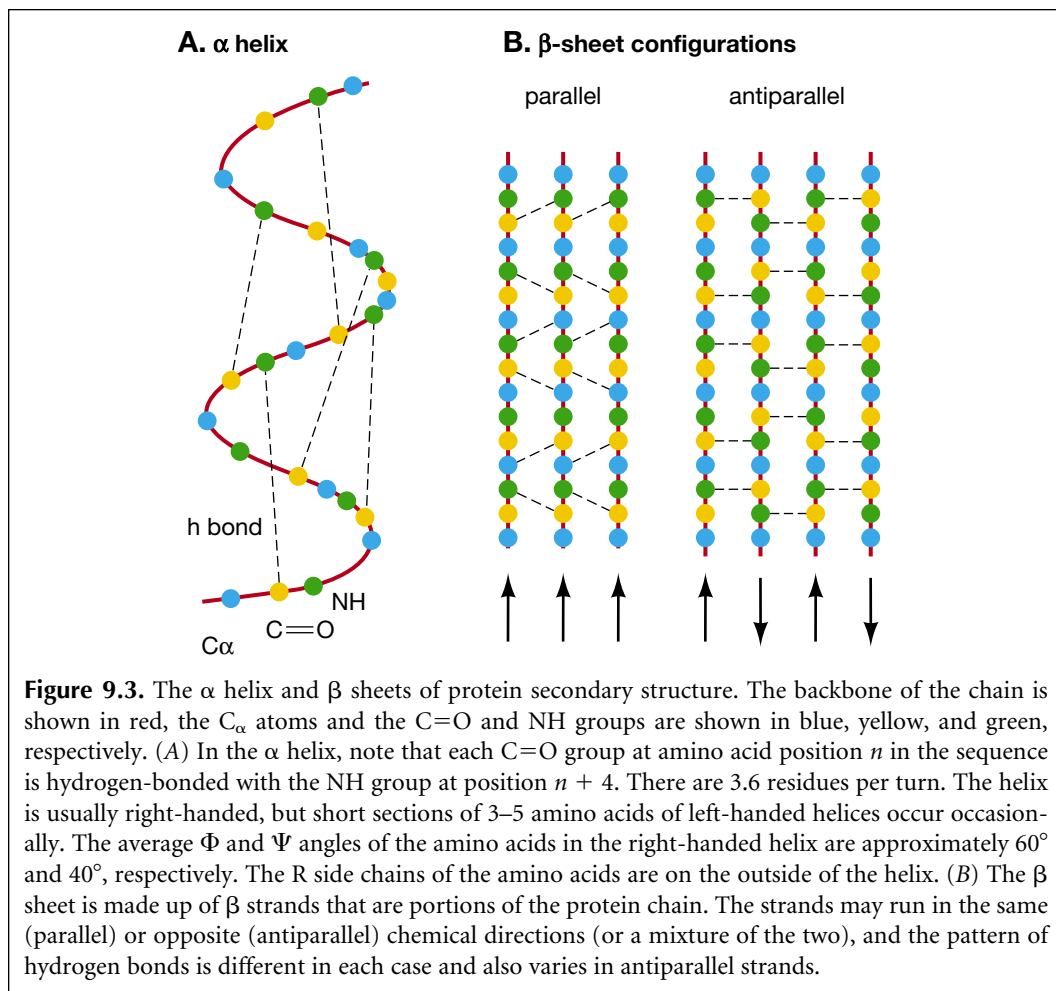 A. α helix
B. β-sheet configurations
parallel
antiparallel
h bond
NH
C=O
Cα
Figure 9.3. The α helix and β sheets of protein secondary structure. The backbone of the chain is
shown in red, the Cα atoms and the C=O and NH groups are shown in blue, yellow, and green,
respectively. (A) In the α helix, note that each C=O group at amino acid position n in the sequence
is hydrogen-bonded with the NH group at position n + 4. There are 3.6 residues per turn. The helix
is usually right-handed, but short sections of 3–5 amino acids of left-handed helices occur occasion-
ally. The average Φ and Ψ angles of the amino acids in the right-handed helix are approximately 60°
and 40°, respectively. The R side chains of the amino acids are on the outside of the helix. (B) The β
sheet is made up of β strands that are portions of the protein chain. The strands may run in the same
(parallel) or opposite (antiparallel) chemical directions (or a mixture of the two), and the pattern of
hydrogen bonds is different in each case and also varies in antiparallel strands.